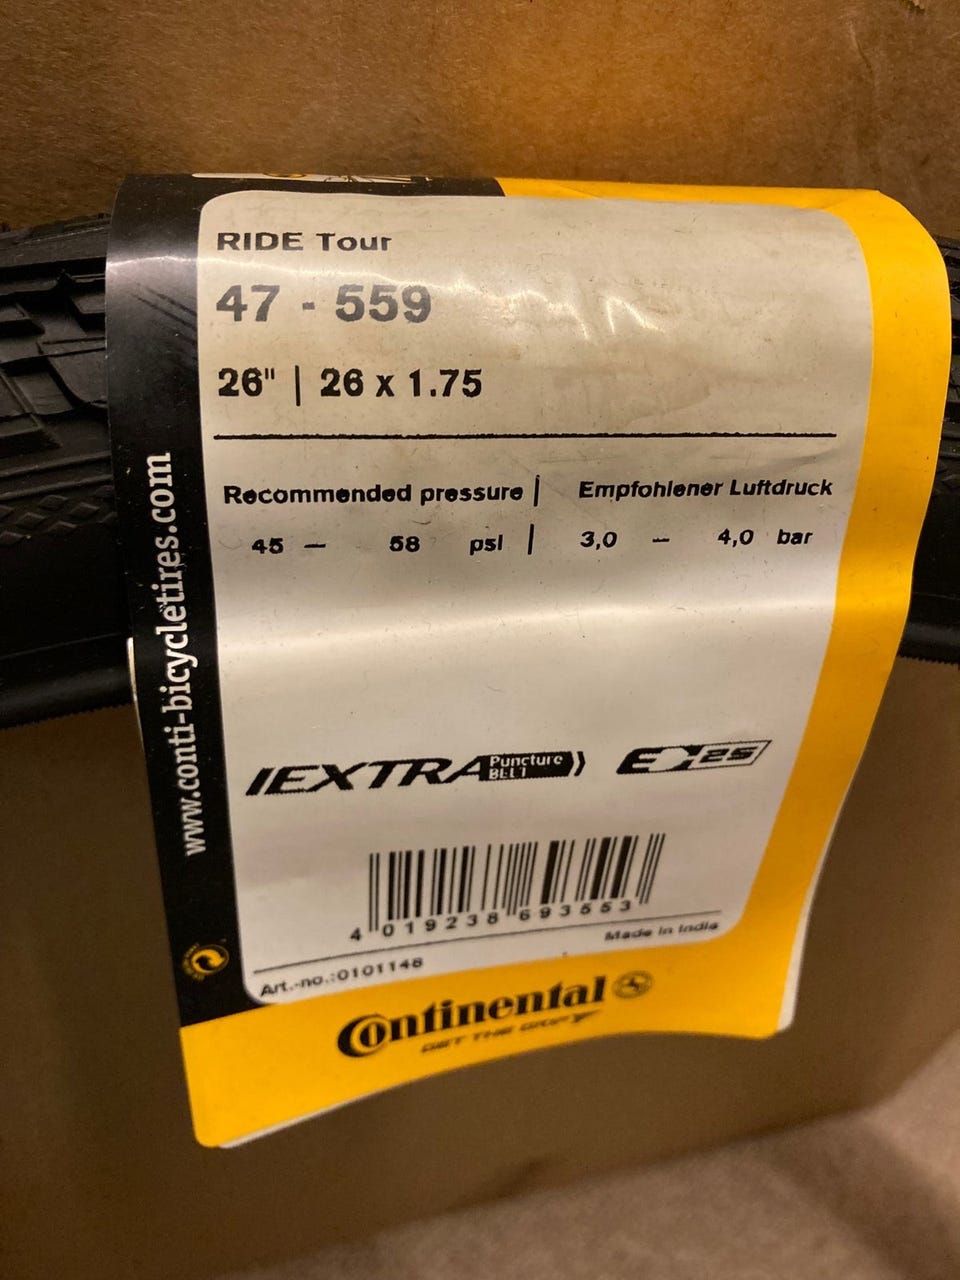 RIDE Tour
47 - 559
26" | 26 x 1.75
Recommended pressure | Empfohlener Luftdruck
45 — 58 psi | 3,0 — 4,0 bar
www.conti-bicycletires.com
EXTRA Puncture
BELT
25
4 019238 693553
Made in India
Art.-no.:0101148
Continental
GET THE GRIP